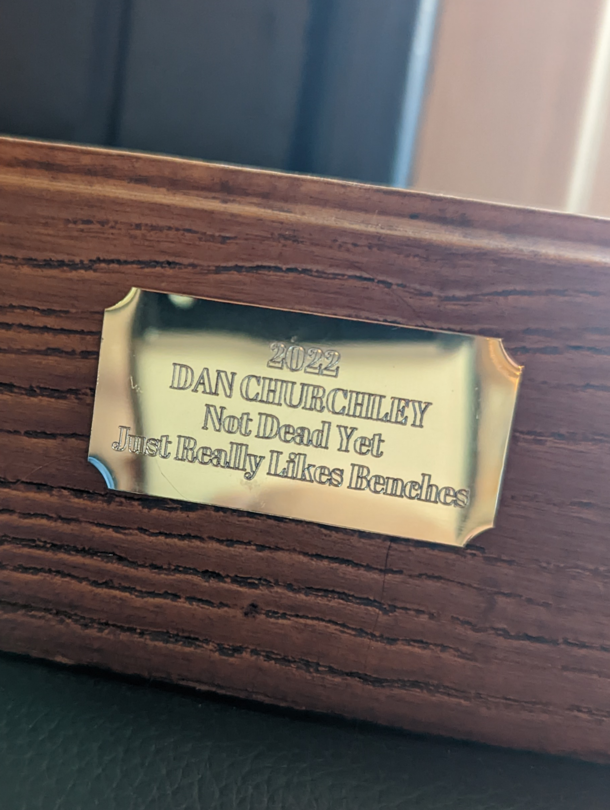 2022
DAN CHURCHLEY
Not Dead Yet
Just Really Likes Benches